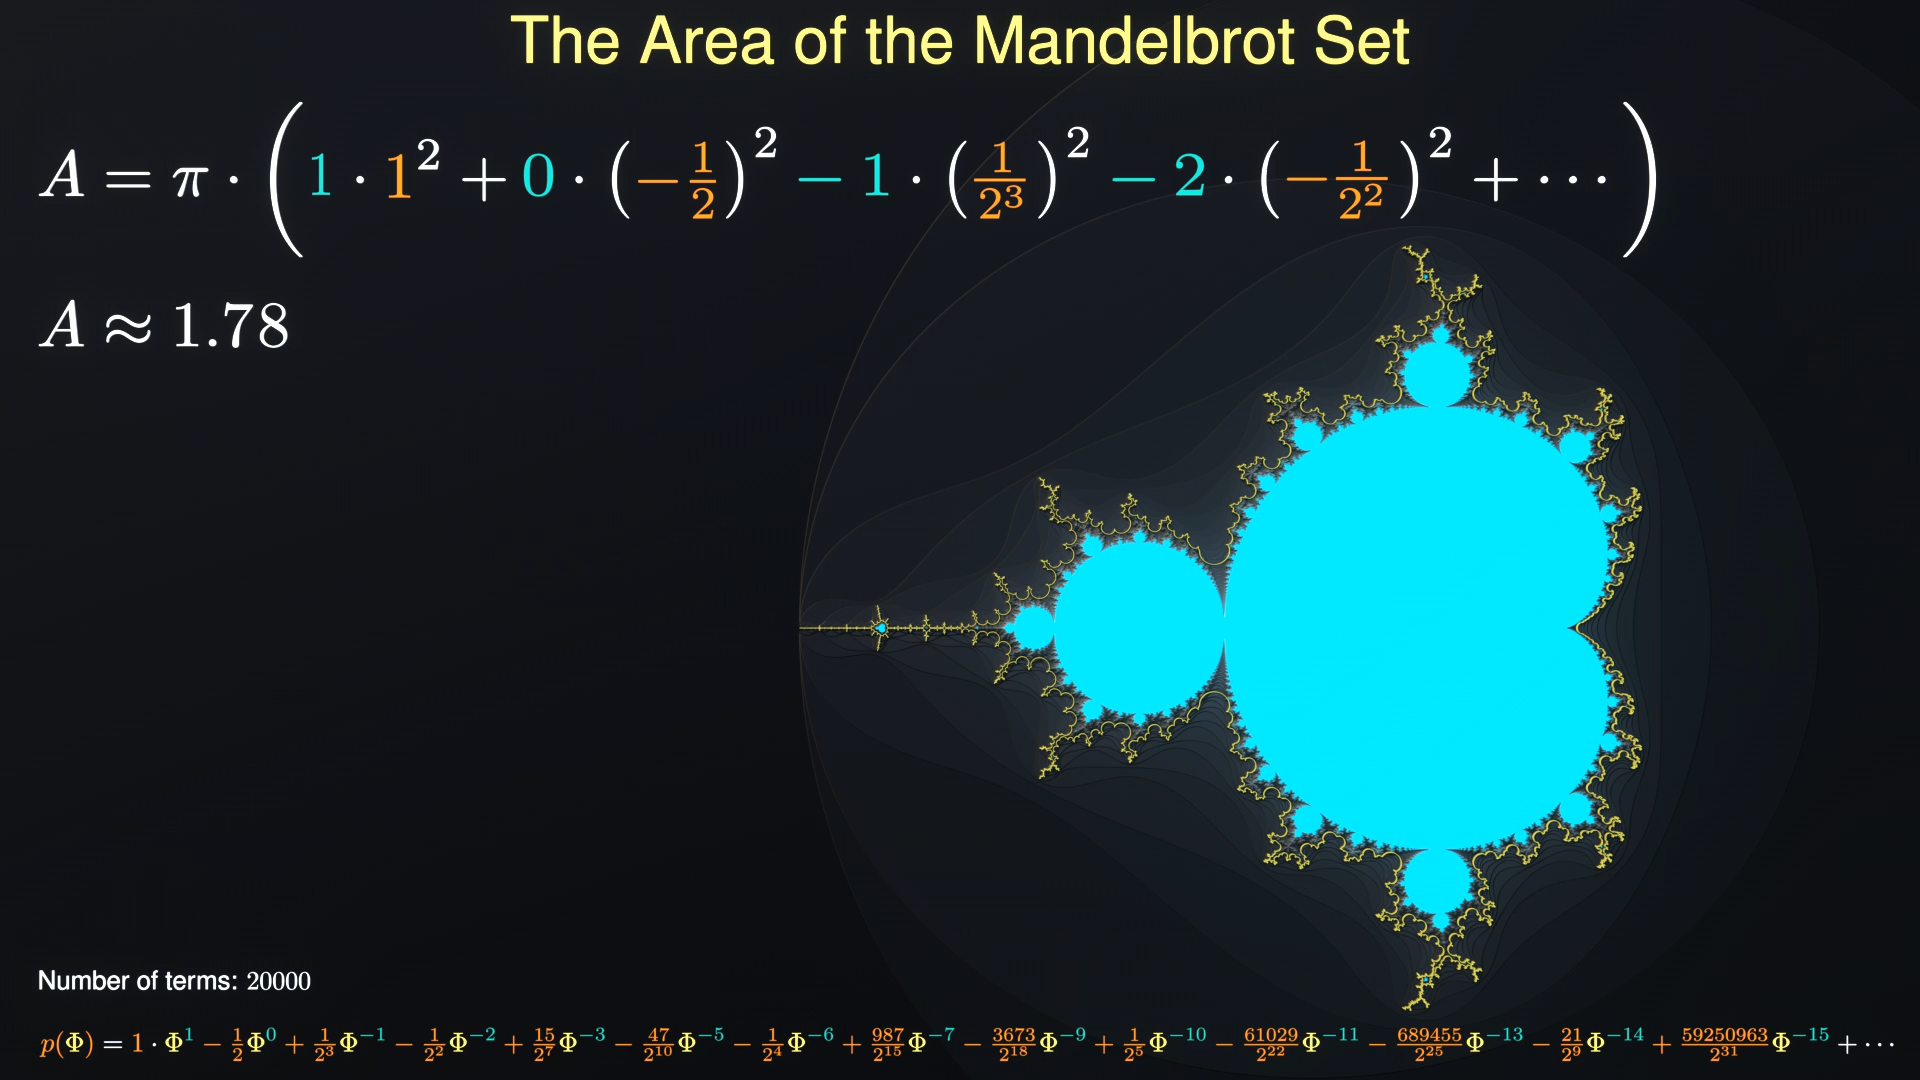 The Area of the Mandelbrot Set
A = π · ( 1 · 1² + 0 · (−1/2)² − 1 · (1/2³)² − 2 · (−1/2²)² + ··· )
A ≈ 1.78
Number of terms: 20000
p(Φ) = 1 · Φ¹ − 1/2 Φ⁰ + 1/2³ Φ⁻¹ − 1/2² Φ⁻² + 15/2⁷ Φ⁻³ − 47/2¹⁰ Φ⁻⁵ − 1/2⁴ Φ⁻⁶ + 987/2¹⁵ Φ⁻⁷ − 3673/2¹⁸ Φ⁻⁹ + 1/2⁵ Φ⁻¹⁰ − 61029/2²² Φ⁻¹¹ − 689455/2²⁵ Φ⁻¹³ − 21/2⁹ Φ⁻¹⁴ + 59250963/2³¹ Φ⁻¹⁵ + ···